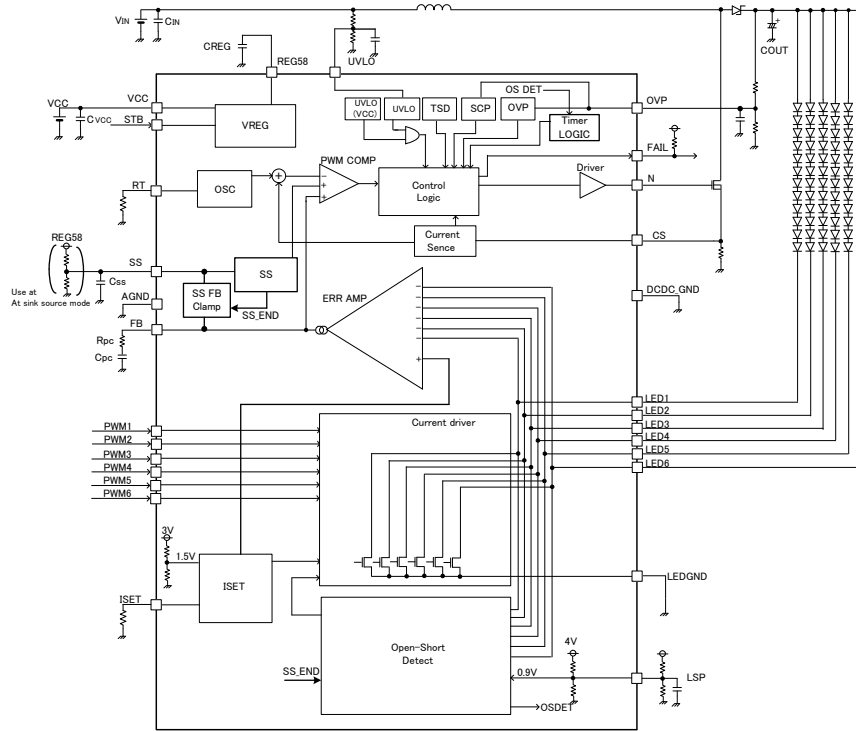 VIN
CIN
CREG
REG58
UVLO
COUT
VCC
VCC
CVCC
STB
VREG
UVLO
(VCC)
UVLO
TSD
SCP
OVP
OS DET
Timer
LOGIC
OVP
FAIL
PWM COMP
Driver
RT
OSC
Control
Logic
N
Current
Sence
CS
REG58
SS
SS
Css
Use at
At sink source mode
SS FB
Clamp
SS_END
ERR AMP
DCDC_GND
AGND
FB
Rpc
Cpc
LED1
LED2
LED3
LED4
LED5
LED6
Current driver
PWM1
PWM2
PWM3
PWM4
PWM5
PWM6
3V
1.5V
ISET
ISET
LEDGND
Open-Short
Detect
4V
0.9V
SS_END
LSP
OSDET